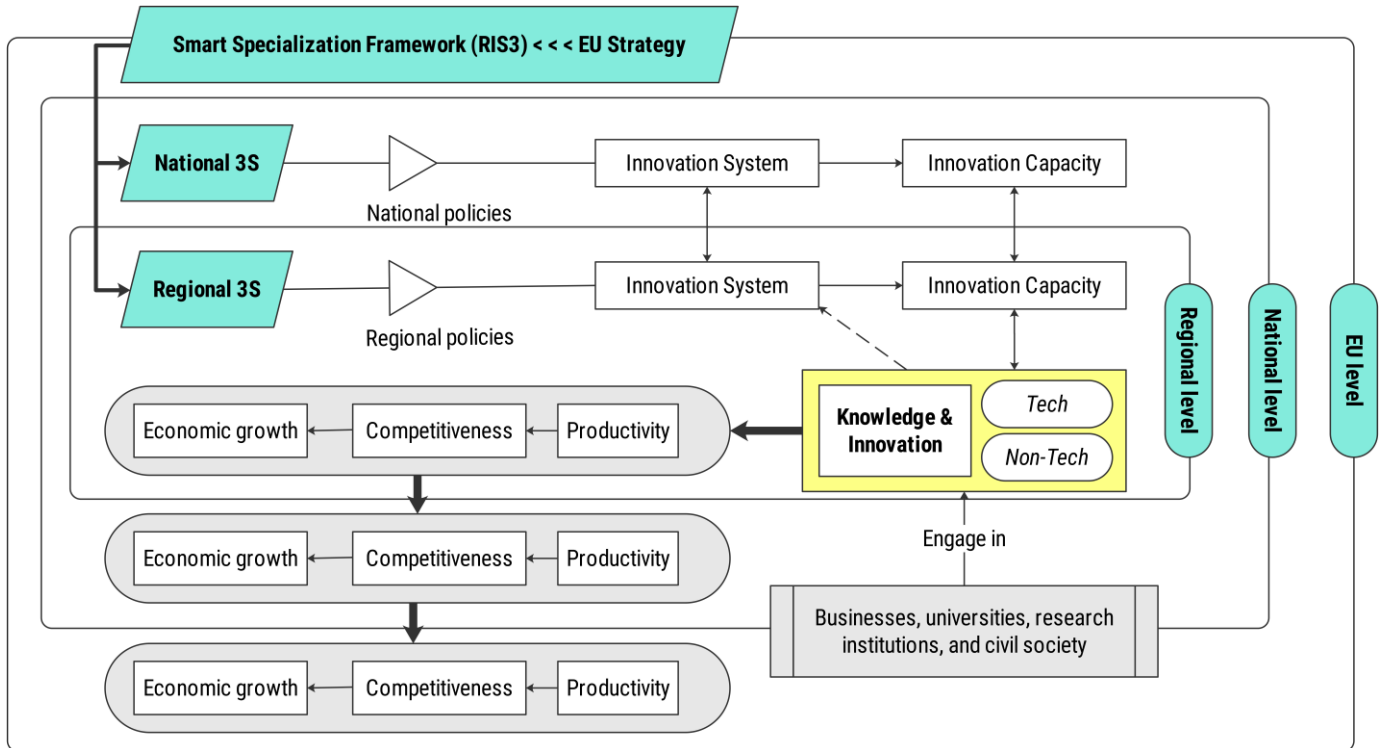 Smart Specialization Framework (RIS3) < < < EU Strategy
National 3S
National policies
Innovation System
Innovation Capacity
Regional 3S
Regional policies
Innovation System
Innovation Capacity
Regional level
National level
EU level
Knowledge &
Innovation
Tech
Non-Tech
Economic growth
Competitiveness
Productivity
Engage in
Economic growth
Competitiveness
Productivity
Businesses, universities, research
institutions, and civil society
Economic growth
Competitiveness
Productivity